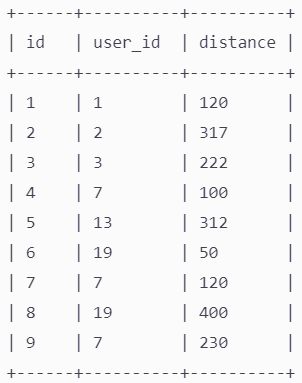 +------+----------+----------+
| id   | user_id  | distance |
+------+----------+----------+
| 1    | 1        | 120      |
| 2    | 2        | 317      |
| 3    | 3        | 222      |
| 4    | 7        | 100      |
| 5    | 13       | 312      |
| 6    | 19       | 50       |
| 7    | 7        | 120      |
| 8    | 19       | 400      |
| 9    | 7        | 230      |
+------+----------+----------+